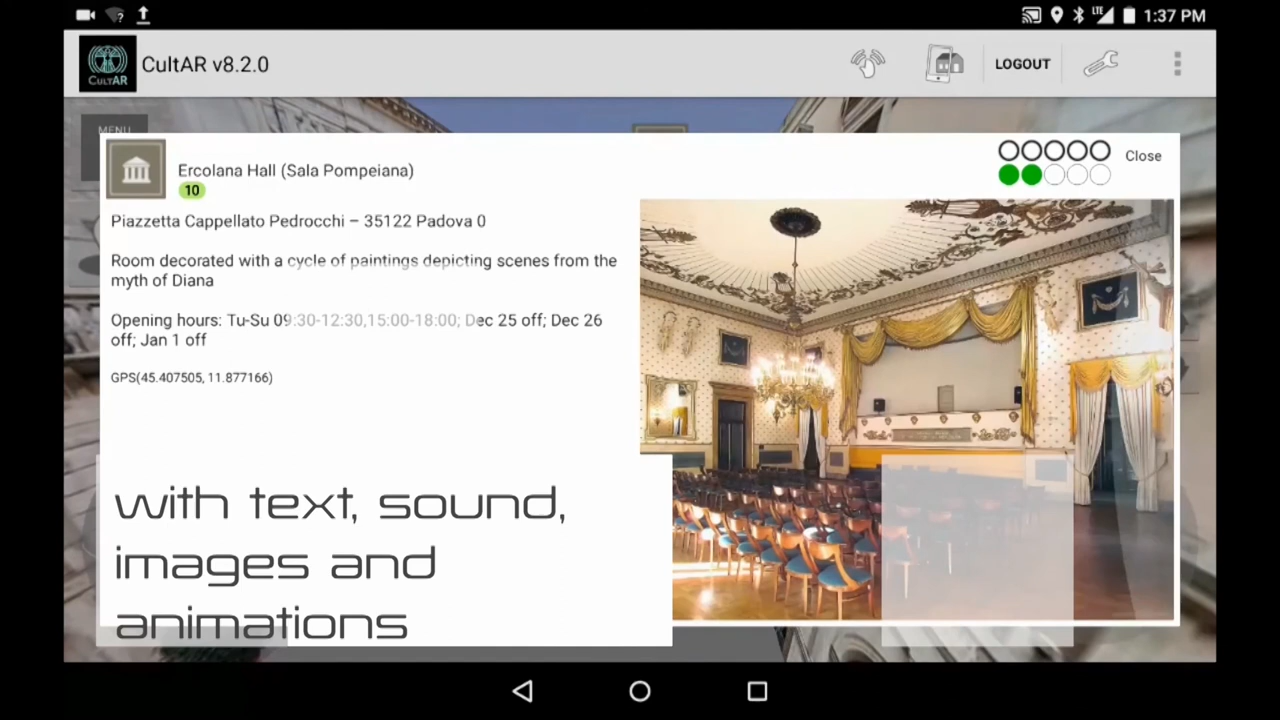 LTE 1:37 PM
CultAR
CultAR v8.2.0
LOGOUT
MENU
Ercolana Hall (Sala Pompeiana)
10
Close
Piazzetta Cappellato Pedrocchi – 35122 Padova 0
Room decorated with a cycle of paintings depicting scenes from the
myth of Diana
Opening hours: Tu-Su 09:30-12:30,15:00-18:00; Dec 25 off; Dec 26
off; Jan 1 off
GPS(45.407505, 11.877166)
with text, sound,
images and
animations